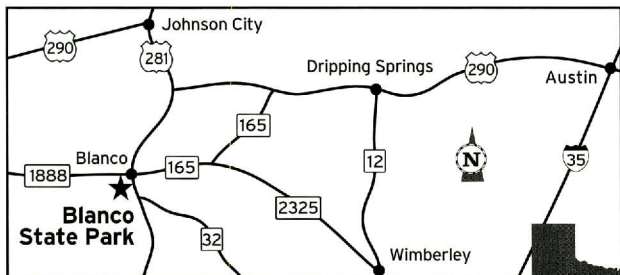 Johnson City
290
281
Dripping Springs
290
Austin
165
Blanco
165
12
N
35
1888
Blanco
State Park
2325
32
Wimberley